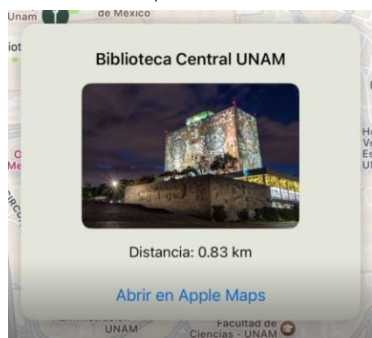 Unam
de México
Biblioteca Central UNAM
Distancia: 0.83 km
Abrir en Apple Maps
UNAM
Facultad de
Ciencias - UNAM